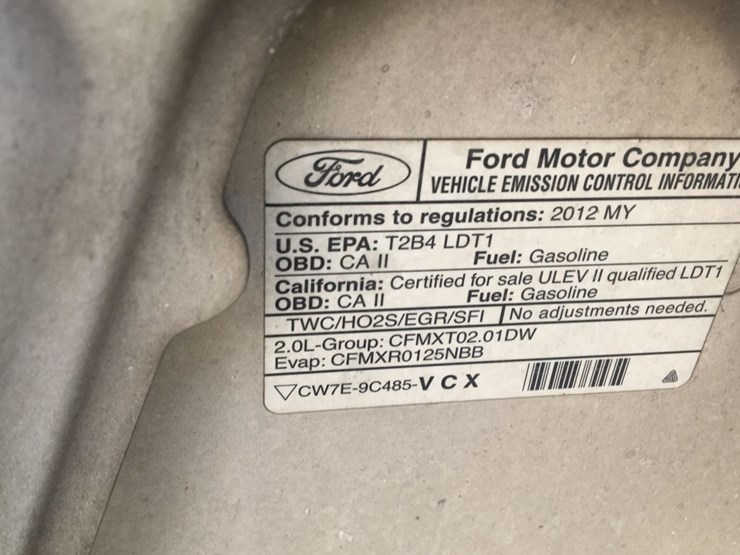 Ford
Ford Motor Company
VEHICLE EMISSION CONTROL
Conforms to regulations: 2012 MY
U.S. EPA: T2B4 LDT1
OBD: CA II Fuel: Gasoline
California: Certified for sale ULEV II qualified LDT1
OBD: CA II Fuel: Gasoline
TWC/HO2S/EGR/SFI No adjustments needed.
2.0L-Group: CFMXT02.01DW
Evap: CFMXR0125NBB
CW7E-9C485-V C X